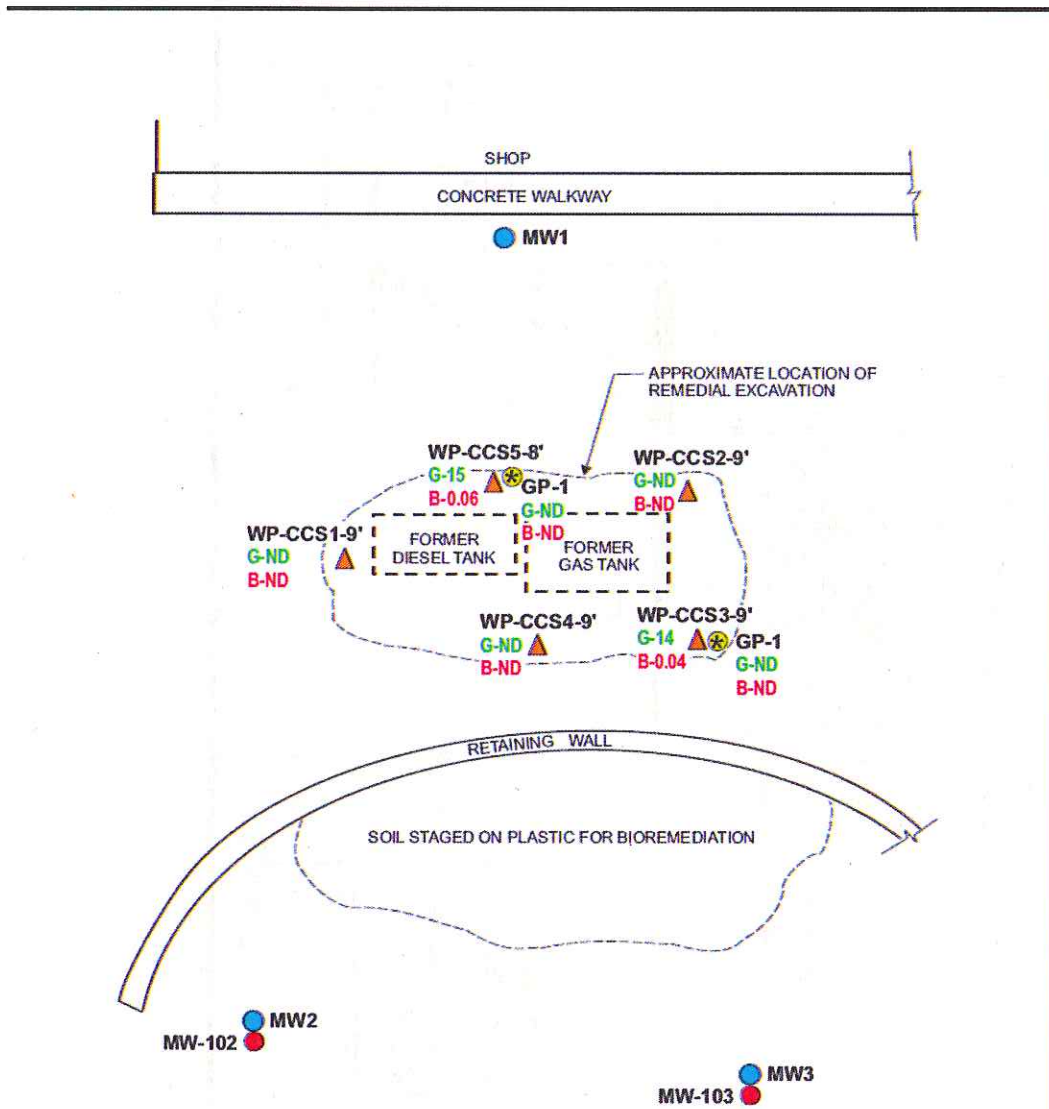 SHOP
CONCRETE WALKWAY
MW1
APPROXIMATE LOCATION OF
REMEDIAL EXCAVATION
WP-CCS5-8'
G-15
B-0.06
GP-1
G-ND
B-ND
WP-CCS2-9'
G-ND
B-ND
WP-CCS1-9'
G-ND
B-ND
FORMER
DIESEL TANK
FORMER
GAS TANK
WP-CCS4-9'
G-ND
B-ND
WP-CCS3-9'
G-14
B-0.04
GP-1
G-ND
B-ND
RETAINING WALL
SOIL STAGED ON PLASTIC FOR BIOREMEDIATION
MW2
MW-102
MW3
MW-103